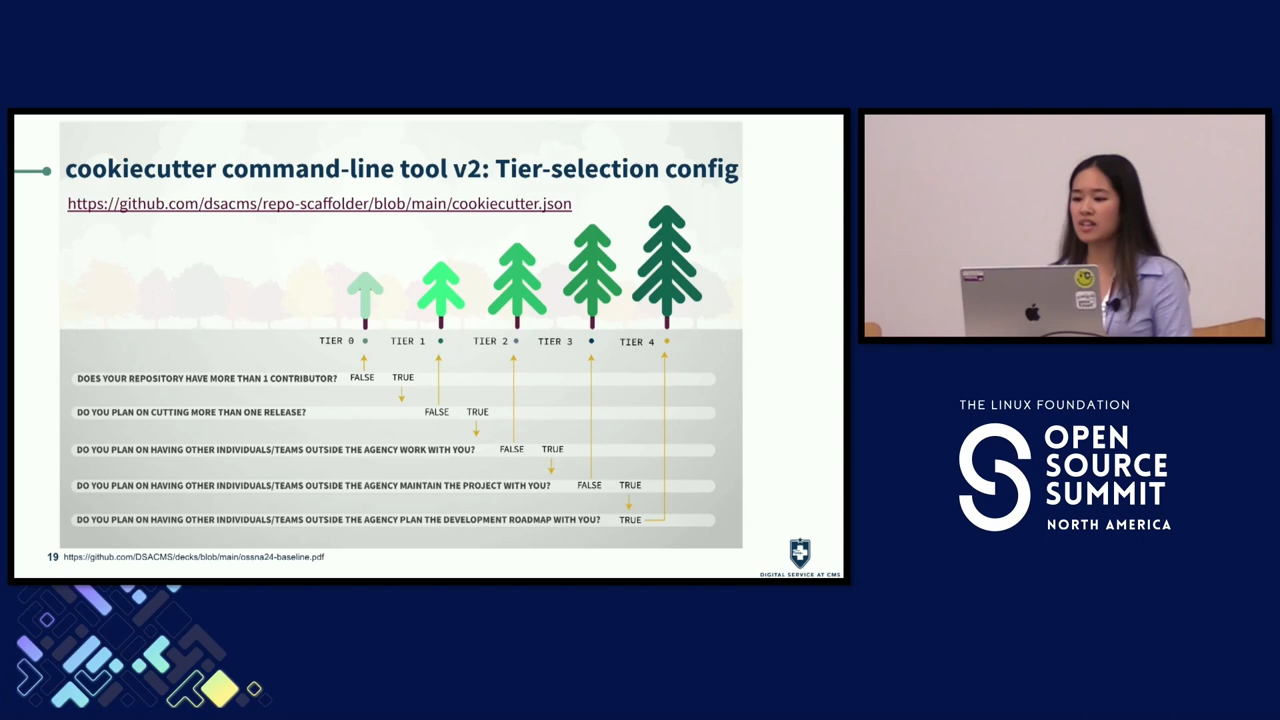 cookiecutter command-line tool v2: Tier-selection config
https://github.com/dsacms/repo-scaffolder/blob/main/cookiecutter.json
TIER 0
TIER 1
TIER 2
TIER 3
TIER 4
DOES YOUR REPOSITORY HAVE MORE THAN 1 CONTRIBUTOR? FALSE TRUE
DO YOU PLAN ON CUTTING MORE THAN ONE RELEASE? FALSE TRUE
DO YOU PLAN ON HAVING OTHER INDIVIDUALS/TEAMS OUTSIDE THE AGENCY WORK WITH YOU? FALSE TRUE
DO YOU PLAN ON HAVING OTHER INDIVIDUALS/TEAMS OUTSIDE THE AGENCY MAINTAIN THE PROJECT WITH YOU? FALSE TRUE
DO YOU PLAN ON HAVING OTHER INDIVIDUALS/TEAMS OUTSIDE THE AGENCY PLAN THE DEVELOPMENT ROADMAP WITH YOU? TRUE
19 https://github.com/DSACMS/decks/blob/main/ossna24-baseline.pdf
DIGITAL SERVICE AT CMS
THE LINUX FOUNDATION
OPEN
SOURCE
SUMMIT
NORTH AMERICA